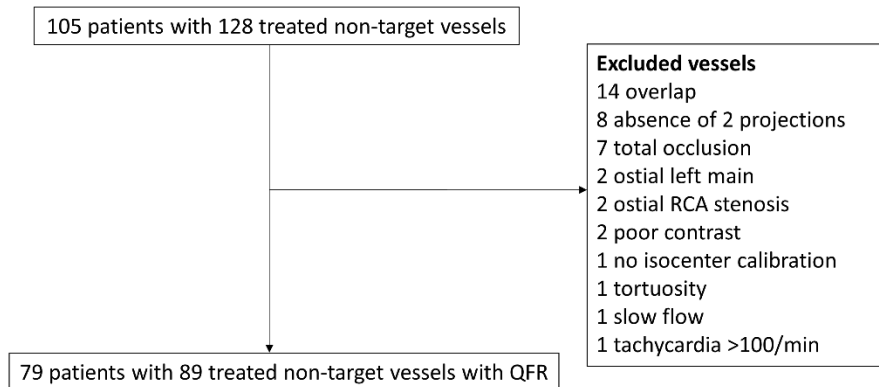 105 patients with 128 treated non-target vessels
Excluded vessels
14 overlap
8 absence of 2 projections
7 total occlusion
2 ostial left main
2 ostial RCA stenosis
2 poor contrast
1 no isocenter calibration
1 tortuosity
1 slow flow
1 tachycardia >100/min
79 patients with 89 treated non-target vessels with QFR